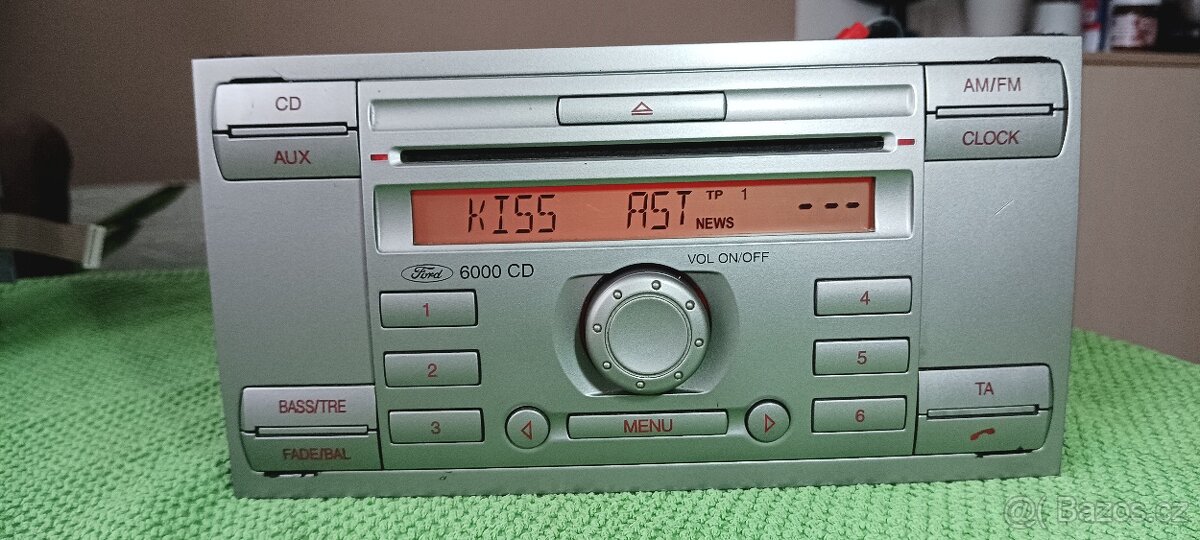 CD
AUX
AM/FM
CLOCK
KISS AST TP 1 NEWS ---
Ford 6000 CD
VOL ON/OFF
1
2
3
4
5
6
BASS/TRE
FADE/BAL
MENU
TA
@( Bazos.cz